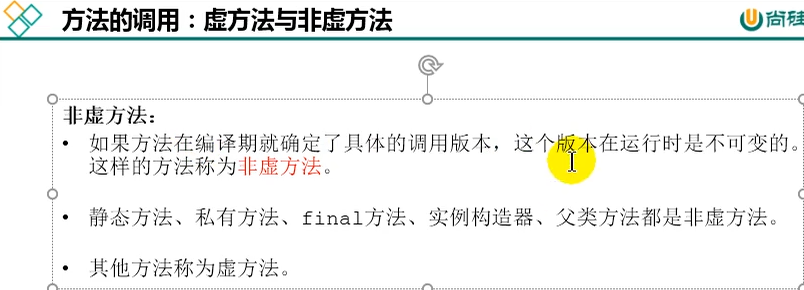 方法的调用：虚方法与非虚方法
尚硅
非虚方法：
• 如果方法在编译期就确定了具体的调用版本，这个版本在运行时是不可变的。
这样的方法称为非虚方法。
• 静态方法、私有方法、final方法、实例构造器、父类方法都是非虚方法。
• 其他方法称为虚方法。